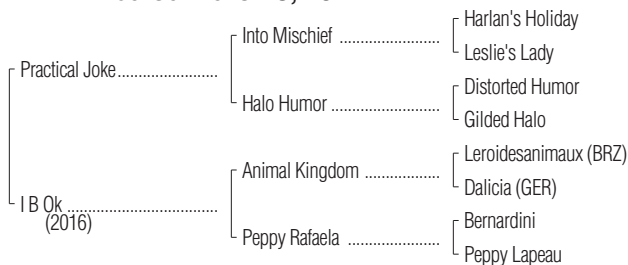 Harlan's Holiday
Into Mischief ........................
Leslie's Lady
Practical Joke........................
Distorted Humor
Halo Humor ..........................
Gilded Halo
Leroidesanimaux (BRZ)
Animal Kingdom ..................
Dalicia (GER)
I B Ok ....................................
(2016)
Bernardini
Peppy Rafaela ......................
Peppy Lapeau